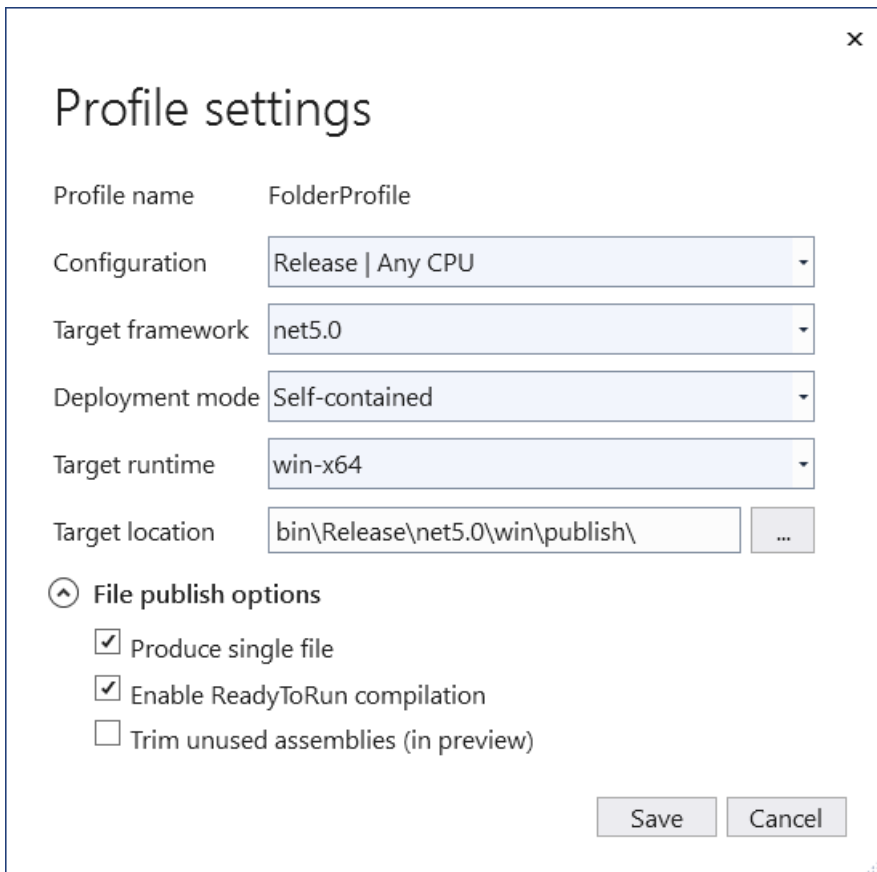 Profile settings
Profile name FolderProfile
Configuration Release | Any CPU
Target framework net5.0
Deployment mode Self-contained
Target runtime win-x64
Target location bin\Release\net5.0\win\publish\ ...
File publish options
Produce single file
Enable ReadyToRun compilation
Trim unused assemblies (in preview)
Save Cancel